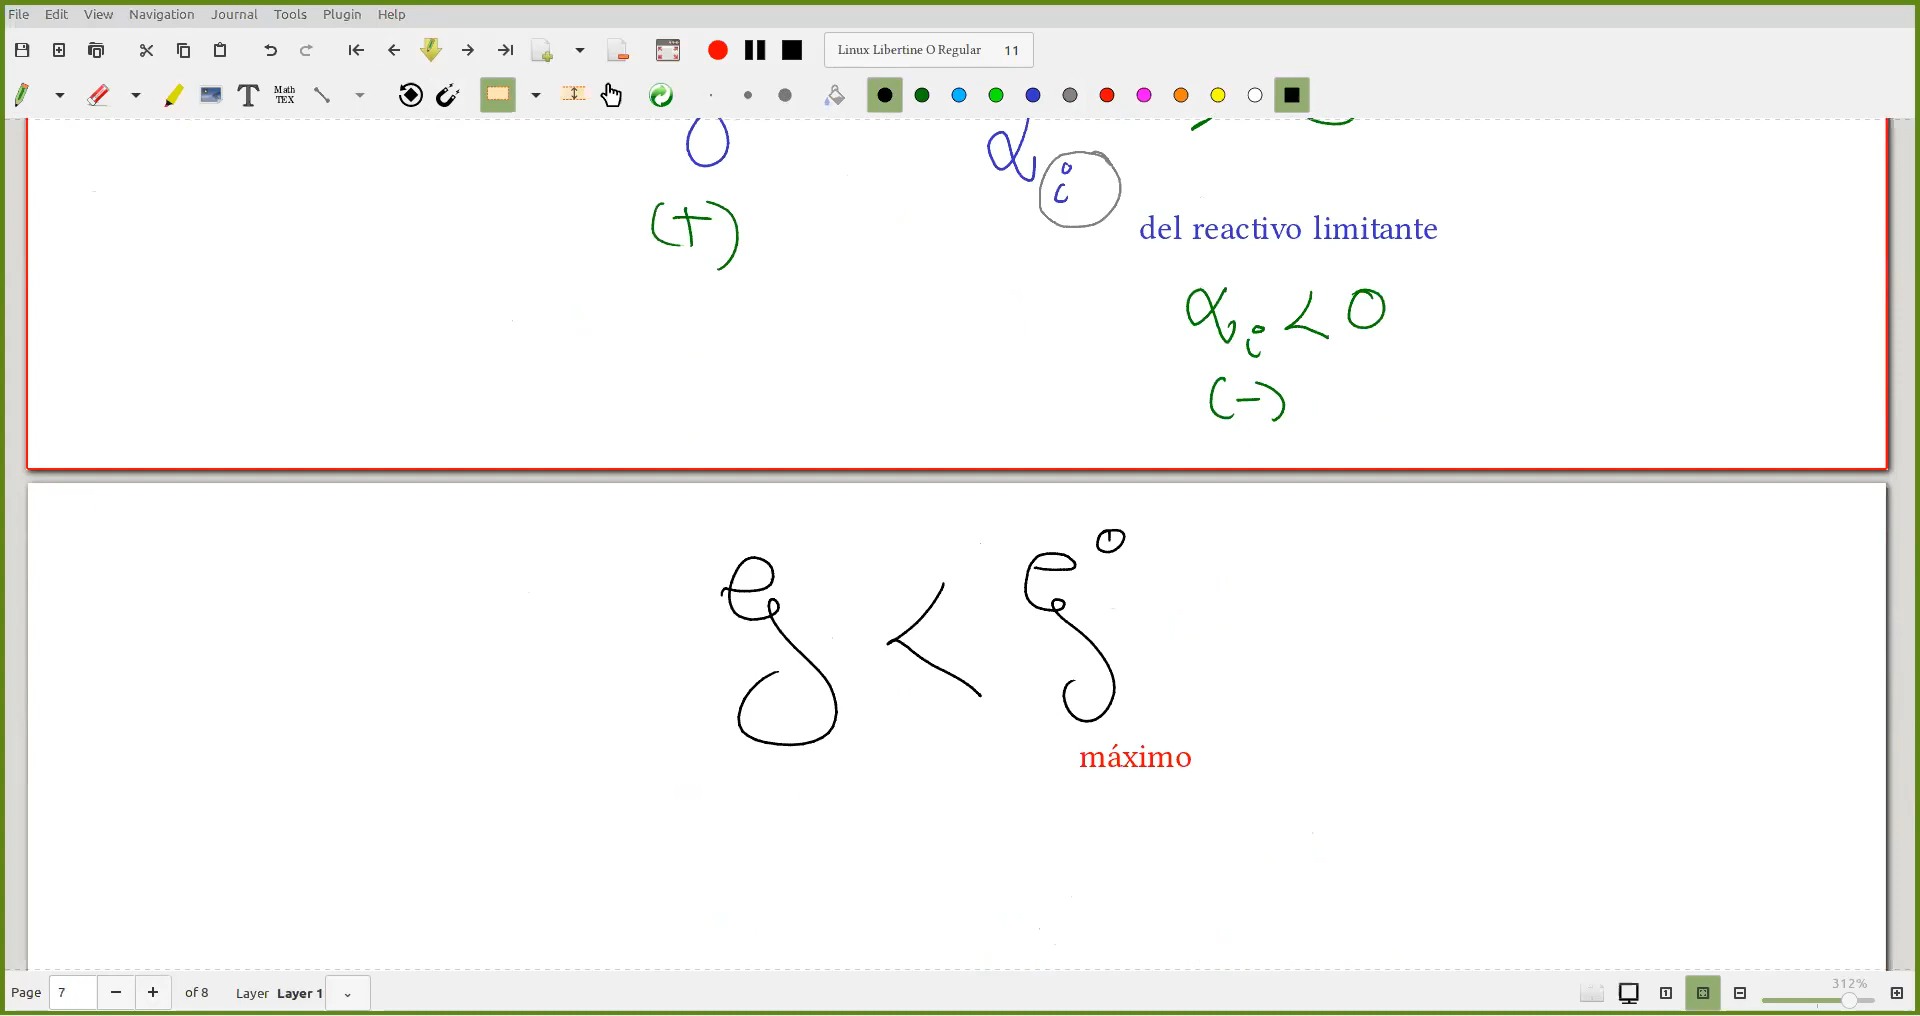 File Edit View Navigation Journal Tools Plugin Help
Linux Libertine O Regular 11
Math
TEX
α i
(+)
del reactivo limitante
α i < 0
(-)
ξ < ξ°
máximo
Page 7 of 8 Layer Layer 1 312%